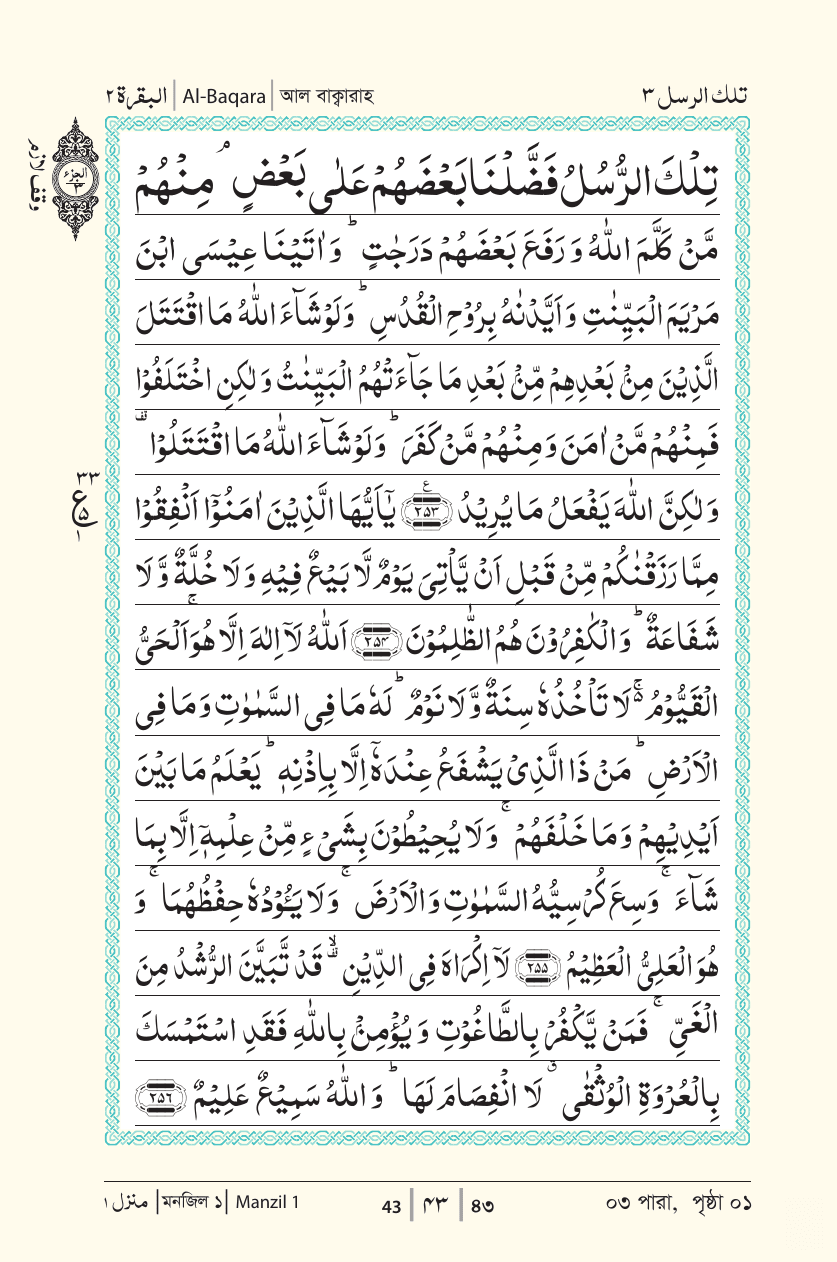 البقرة ٢ | Al-Baqara | আল বাক্বারাহ
تلك الرسل ٣
وقف لازم
الجزء ٣
تِلْكَ الرُّسُلُ فَضَّلْنَا بَعْضَهُمْ عَلٰى بَعْضٍ ۘ مِنْهُمْ
مَّنْ كَلَّمَ اللّٰهُ وَ رَفَعَ بَعْضَهُمْ دَرَجٰتٍ ؕ وَ اٰتَيْنَا عِيْسَى ابْنَ
مَرْيَمَ الْبَيِّنٰتِ وَ اَيَّدْنٰهُ بِرُوْحِ الْقُدُسِ ؕ وَ لَوْ شَآءَ اللّٰهُ مَا اقْتَتَلَ
الَّذِيْنَ مِنْۢ بَعْدِهِمْ مِّنْۢ بَعْدِ مَا جَآءَتْهُمُ الْبَيِّنٰتُ وَ لٰكِنِ اخْتَلَفُوْا
فَمِنْهُمْ مَّنْ اٰمَنَ وَ مِنْهُمْ مَّنْ كَفَرَ ؕ وَ لَوْ شَآءَ اللّٰهُ مَا اقْتَتَلُوْا ۟
وَ لٰكِنَّ اللّٰهَ يَفْعَلُ مَا يُرِيْدُ ﴿٢٥٣﴾ يٰۤاَيُّهَا الَّذِيْنَ اٰمَنُوْۤا اَنْفِقُوْا
٣٣
ع
٥
١
مِمَّا رَزَقْنٰكُمْ مِّنْ قَبْلِ اَنْ يَّاْتِيَ يَوْمٌ لَّا بَيْعٌ فِيْهِ وَ لَا خُلَّةٌ وَّ لَا
شَفَاعَةٌ ؕ وَ الْكٰفِرُوْنَ هُمُ الظّٰلِمُوْنَ ﴿٢٥٤﴾ اَللّٰهُ لَاۤ اِلٰهَ اِلَّا هُوَ ۚ اَلْحَيُّ
الْقَيُّوْمُ ۚ۬ لَا تَاْخُذُهٗ سِنَةٌ وَّ لَا نَوْمٌ ؕ لَهٗ مَا فِي السَّمٰوٰتِ وَ مَا فِي
الْاَرْضِ ؕ مَنْ ذَا الَّذِيْ يَشْفَعُ عِنْدَهٗۤ اِلَّا بِاِذْنِهٖ ؕ يَعْلَمُ مَا بَيْنَ
اَيْدِيْهِمْ وَ مَا خَلْفَهُمْ ۚ وَ لَا يُحِيْطُوْنَ بِشَيْءٍ مِّنْ عِلْمِهٖۤ اِلَّا بِمَا
شَآءَ ۚ وَسِعَ كُرْسِيُّهُ السَّمٰوٰتِ وَ الْاَرْضَ ۚ وَ لَا يَـُٔوْدُهٗ حِفْظُهُمَا ۚ وَ
هُوَ الْعَلِيُّ الْعَظِيْمُ ﴿٢٥٥﴾ لَاۤ اِكْرَاهَ فِي الدِّيْنِ ۙ۟ قَدْ تَّبَيَّنَ الرُّشْدُ مِنَ
الْغَيِّ ۚ فَمَنْ يَّكْفُرْ بِالطَّاغُوْتِ وَ يُؤْمِنْۢ بِاللّٰهِ فَقَدِ اسْتَمْسَكَ
بِالْعُرْوَةِ الْوُثْقٰى ۗ لَا انْفِصَامَ لَهَا ؕ وَ اللّٰهُ سَمِيْعٌ عَلِيْمٌ ﴿٢٥٦﴾
منزل ١ | মনজিল ১ | Manzil 1
43 | ۴۳ | ৪৩
০৩ পারা, পৃষ্ঠা ০১